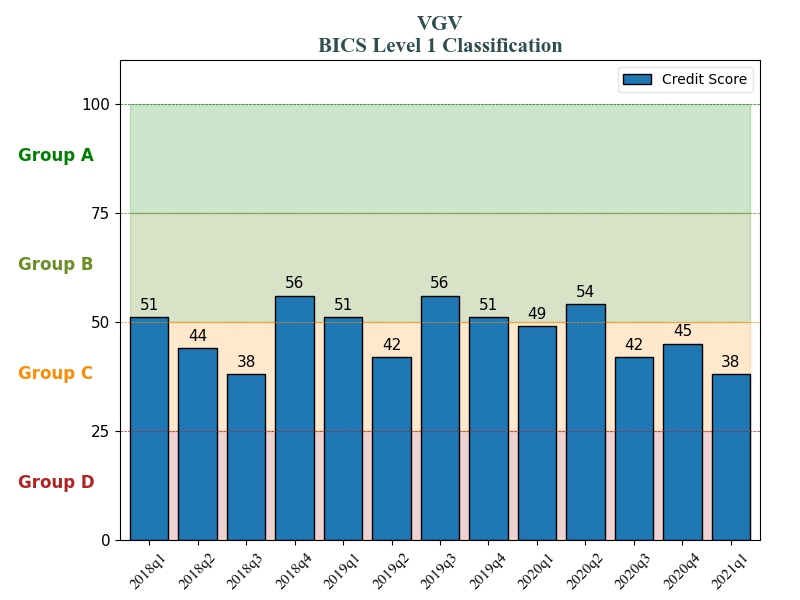 VGV
BICS Level 1 Classification
Credit Score
100
Group A
75
Group B
56
56
54
51
51
51
49
50
44
45
42
42
38
38
Group C
25
Group D
0
2018q1
2018q2
2018q3
2018q4
2019q1
2019q2
2019q3
2019q4
2020q1
2020q2
2020q3
2020q4
2021q1